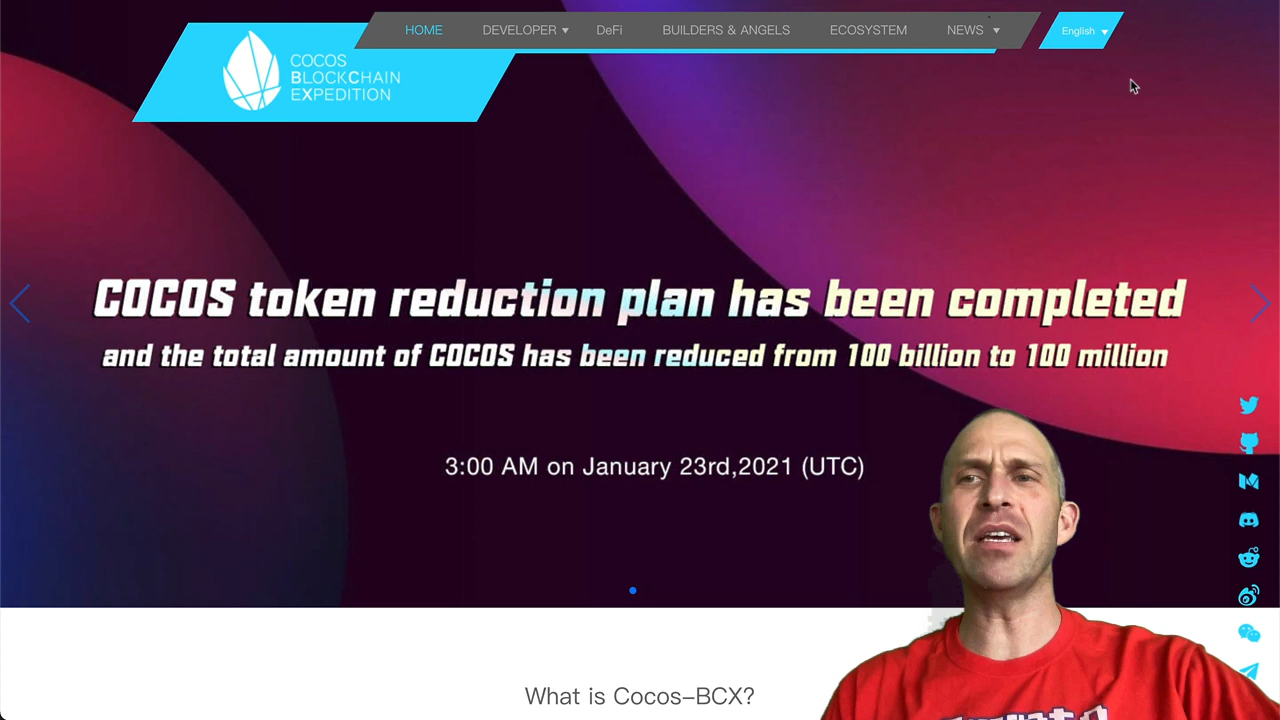 HOME
DEVELOPER
DeFi
BUILDERS & ANGELS
ECOSYSTEM
NEWS
English
COCOS
BLOCKCHAIN
EXPEDITION
COCOS token reduction plan has been completed
and the total amount of COCOS has been reduced from 100 billion to 100 million
3:00 AM on January 23rd,2021 (UTC)
What is Cocos-BCX?